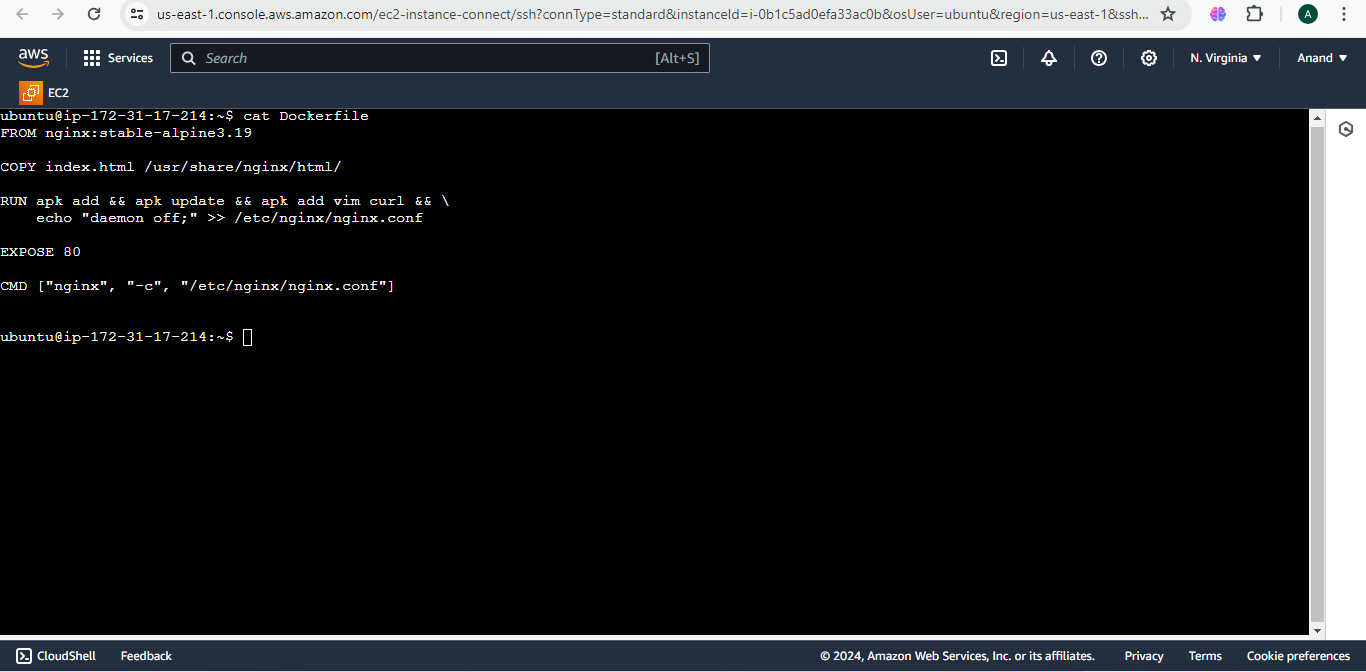 us-east-1.console.aws.amazon.com/ec2-instance-connect/ssh?connType=standard&instanceId=i-0b1c5ad0efa33ac0b&osUser=ubuntu&region=us-east-1&ssh...
A
aws
Services
Search
[Alt+S]
N. Virginia
Anand
EC2
ubuntu@ip-172-31-17-214:~$ cat Dockerfile
FROM nginx:stable-alpine3.19
COPY index.html /usr/share/nginx/html/
RUN apk add && apk update && apk add vim curl && \
    echo "daemon off;" >> /etc/nginx/nginx.conf
EXPOSE 80
CMD ["nginx", "-c", "/etc/nginx/nginx.conf"]
ubuntu@ip-172-31-17-214:~$
CloudShell
Feedback
© 2024, Amazon Web Services, Inc. or its affiliates.
Privacy
Terms
Cookie preferences